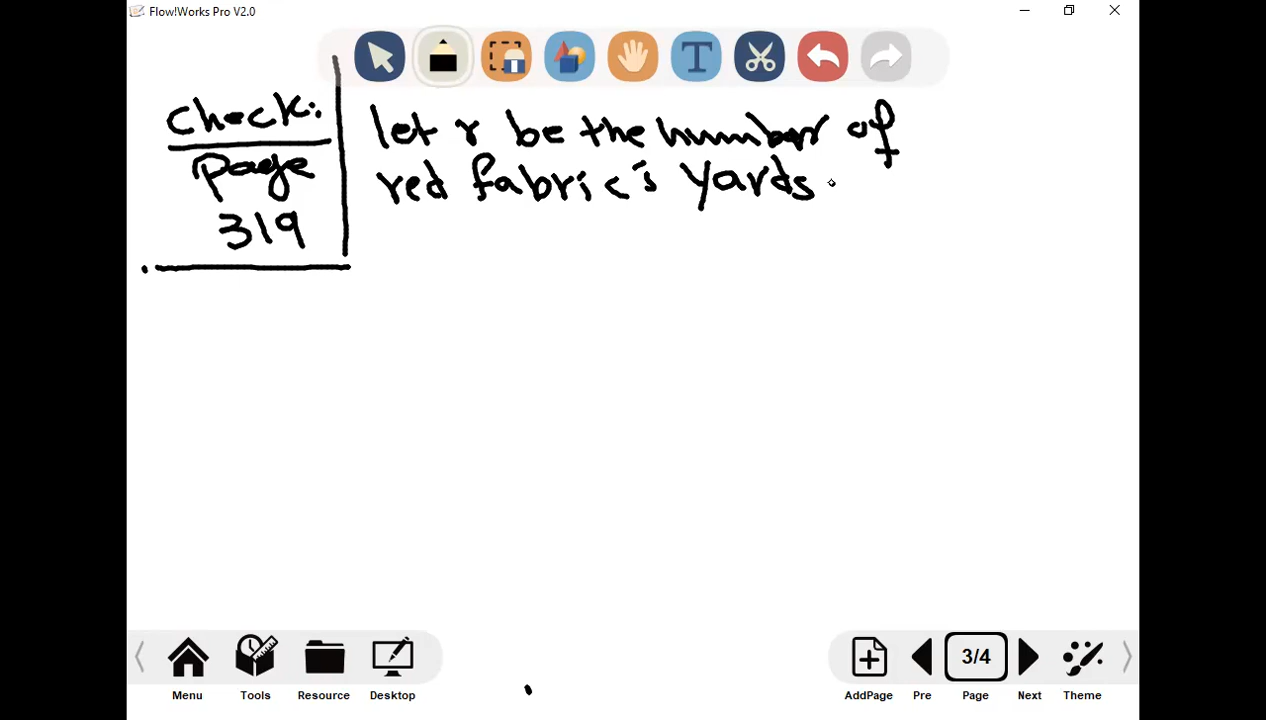 Flow!Works Pro V2.0
check:
page
319
let r be the number of
red fabric's yards.
Menu
Tools
Resource
Desktop
AddPage
Pre
3/4
Page
Next
Theme
T